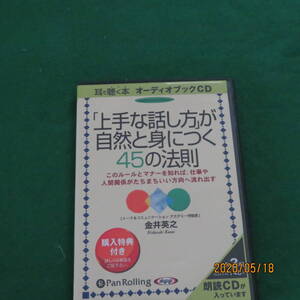 耳で聴く本 オーディオブックCD
「上手な話し方」が
自然と身につく
45の法則
このルールとマナーを知れば、仕事や
人間関係がたちまちいい方向へ流れ出す
金井英之
購入特典
付き
PanRolling
朗読CDが
入っています
2026/05/18